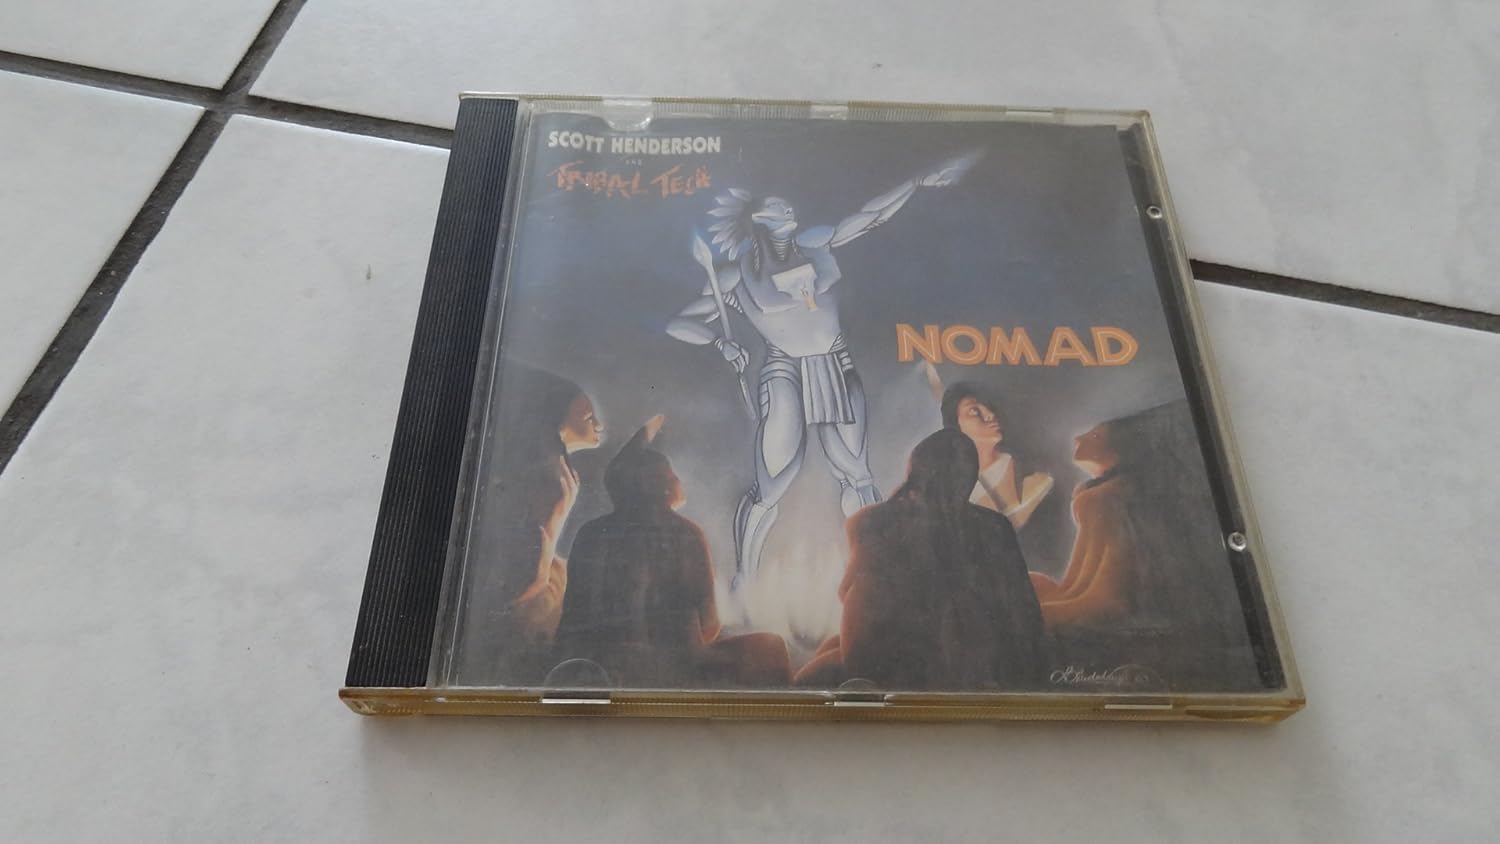 SCOTT HENDERSON
AND
TRIBAL TECH
NOMAD